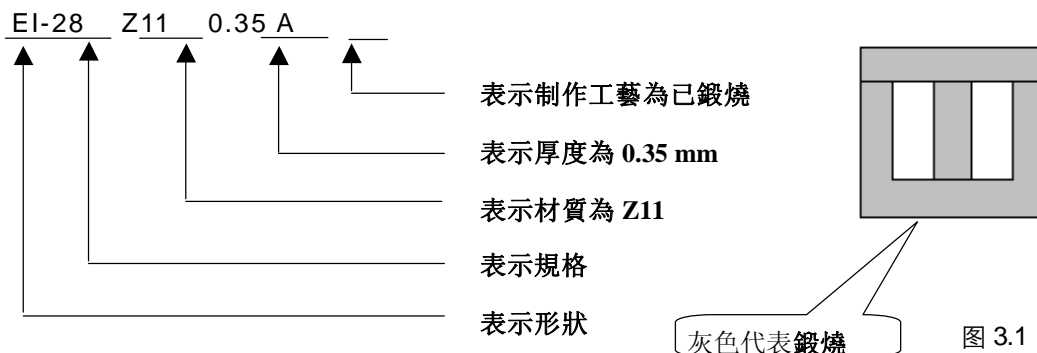 EI-28 Z11 0.35 A
表示制作工藝為已鍛燒
表示厚度為 0.35 mm
表示材質為 Z11
表示規格
表示形狀
灰色代表鍛燒
图 3.1